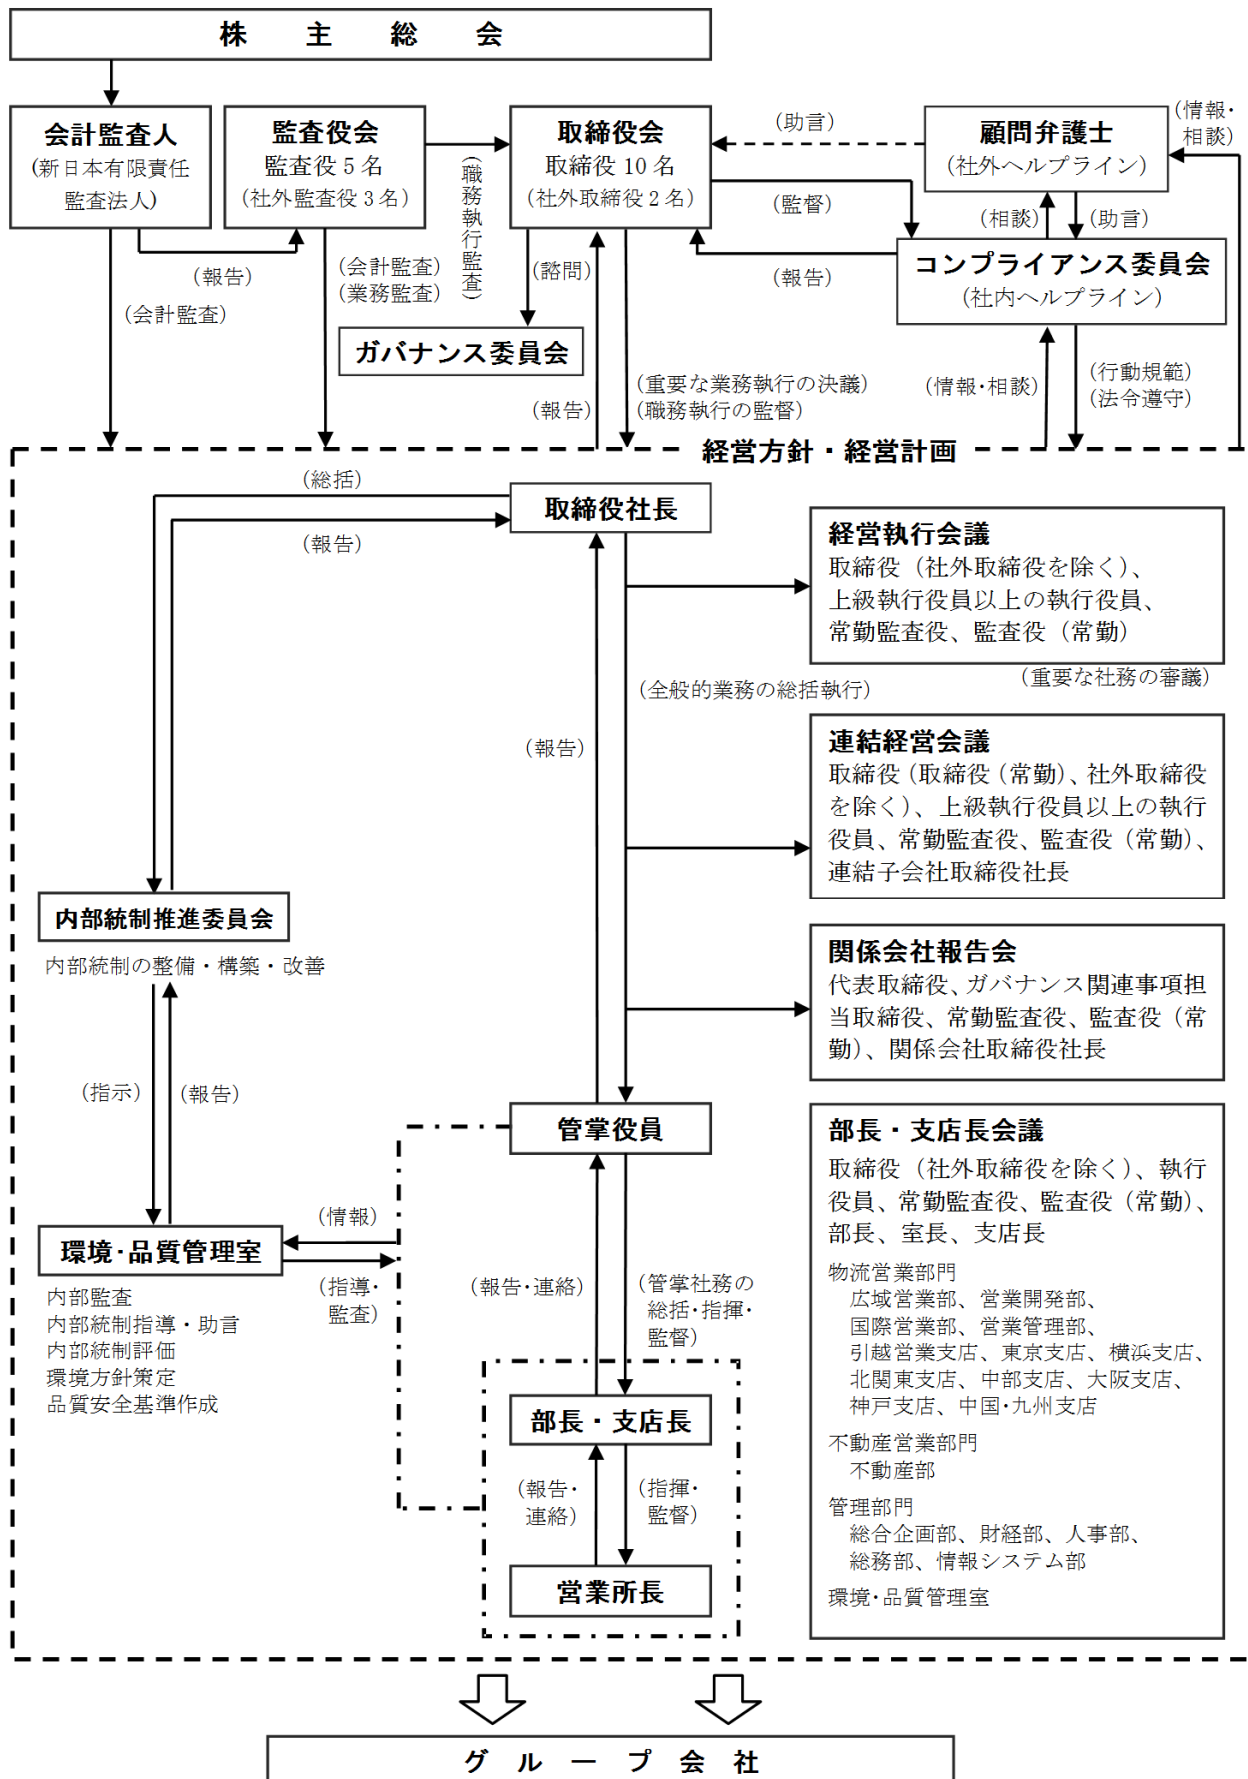 株主総会
会計監査人
(新日本有限責任
監査法人)
監査役会
監査役5名
(社外監査役3名)
取締役会
取締役10名
(社外取締役2名)
顧問弁護士
(社外ヘルプライン)
(情報・
相談)
(助言)
(職務執行監査)
(監督)
(相談)
(助言)
(報告)
(会計監査)
(会計監査)
(業務監査)
(諮問)
(報告)
コンプライアンス委員会
(社内ヘルプライン)
ガバナンス委員会
(報告)
(重要な業務執行の決議)
(職務執行の監督)
(情報・相談)
(行動規範)
(法令遵守)
経営方針・経営計画
(総括)
(報告)
取締役社長
経営執行会議
取締役(社外取締役を除く)、
上級執行役員以上の執行役員、
常勤監査役、監査役(常勤)
(重要な社務の審議)
(全般的業務の総括執行)
(報告)
連結経営会議
取締役(取締役(常勤)、社外取締役
を除く)、上級執行役員以上の執行
役員、常勤監査役、監査役(常勤)、
連結子会社取締役社長
内部統制推進委員会
内部統制の整備・構築・改善
関係会社報告会
代表取締役、ガバナンス関連事項担
当取締役、常勤監査役、監査役(常
勤)、関係会社取締役社長
(指示)
(報告)
管掌役員
部長・支店長会議
取締役(社外取締役を除く)、執行
役員、常勤監査役、監査役(常勤)、
部長、室長、支店長
物流営業部門
広域営業部、営業開発部、
国際営業部、営業管理部、
引越営業支店、東京支店、横浜支店、
北関東支店、中部支店、大阪支店、
神戸支店、中国・九州支店
不動産営業部門
不動産部
管理部門
総合企画部、財経部、人事部、
総務部、情報システム部
環境・品質管理室
環境・品質管理室
内部監査
内部統制指導・助言
内部統制評価
環境方針策定
品質安全基準作成
(情報)
(指導・
監査)
(報告・連絡)
(管掌社務の
総括・指揮・
監督)
部長・支店長
(報告・
連絡)
(指揮・
監督)
営業所長
グループ会社